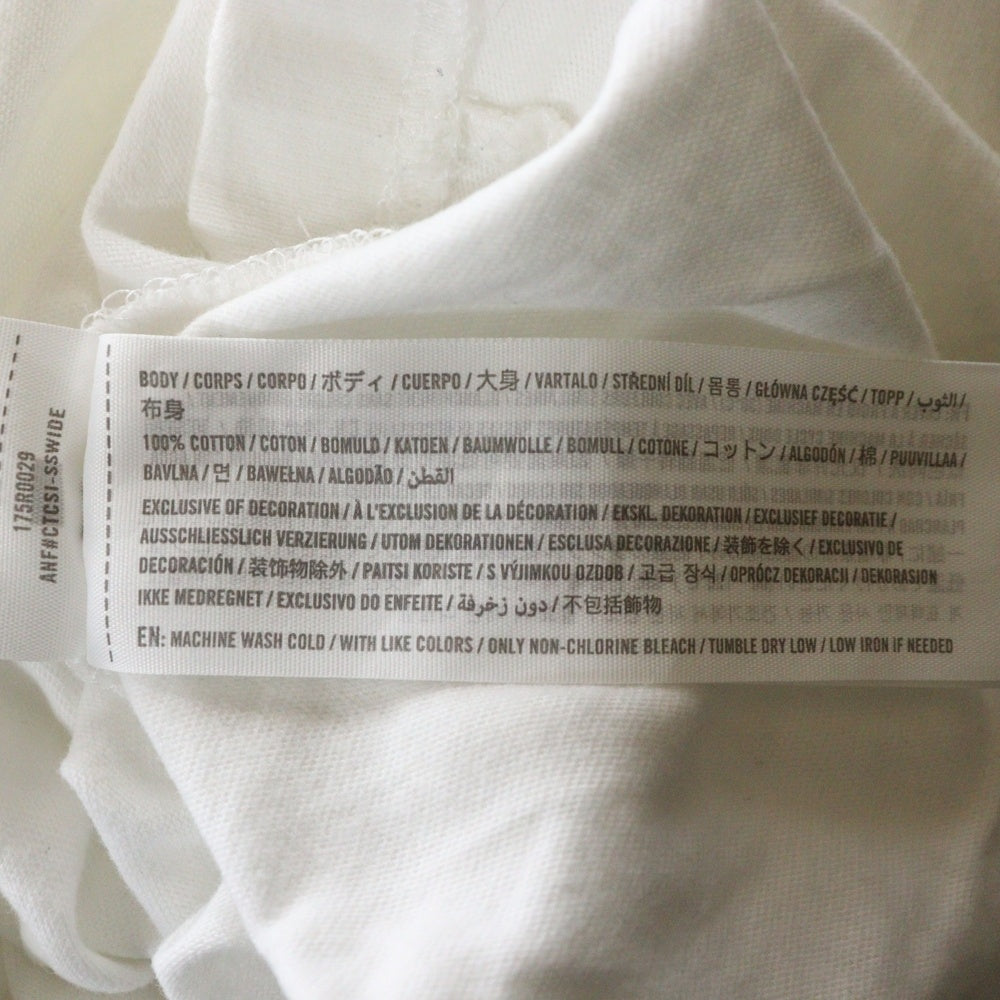 175R0029
ANF#CTCSI-SSWIDE
BODY / CORPS / CORPO / ボディ / CUERPO / 大身 / VARTALO / STŘEDNÍ DÍL / 몸통 / GŁÓWNA CZĘŚĆ / TOPP / الثوب /
布身
100% COTTON / COTON / BOMULD / KATOEN / BAUMWOLLE / BOMULL / COTONE / コットン / ALGODÓN / 棉 / PUUVILLAA /
BAVLNA / 면 / BAWEŁNA / ALGODÃO / القطن
EXCLUSIVE OF DECORATION / À L'EXCLUSION DE LA DÉCORATION / EKSKL. DEKORATION / EXCLUSIEF DECORATIE /
AUSSCHLIESSLICH VERZIERUNG / UTOM DEKORATIONEN / ESCLUSA DECORAZIONE / 装飾を除く / EXCLUSIVO DE
DECORACIÓN / 装饰物除外 / PAITSI KORISTE / S VÝJIMKOU OZDOB / 고급 장식 / OPRÓCZ DEKORACJI / DEKORASION
IKKE MEDREGNET / EXCLUSIVO DO ENFEITE / دون زخرفة / 不包括飾物
EN: MACHINE WASH COLD / WITH LIKE COLORS / ONLY NON-CHLORINE BLEACH / TUMBLE DRY LOW / LOW IRON IF NEEDED